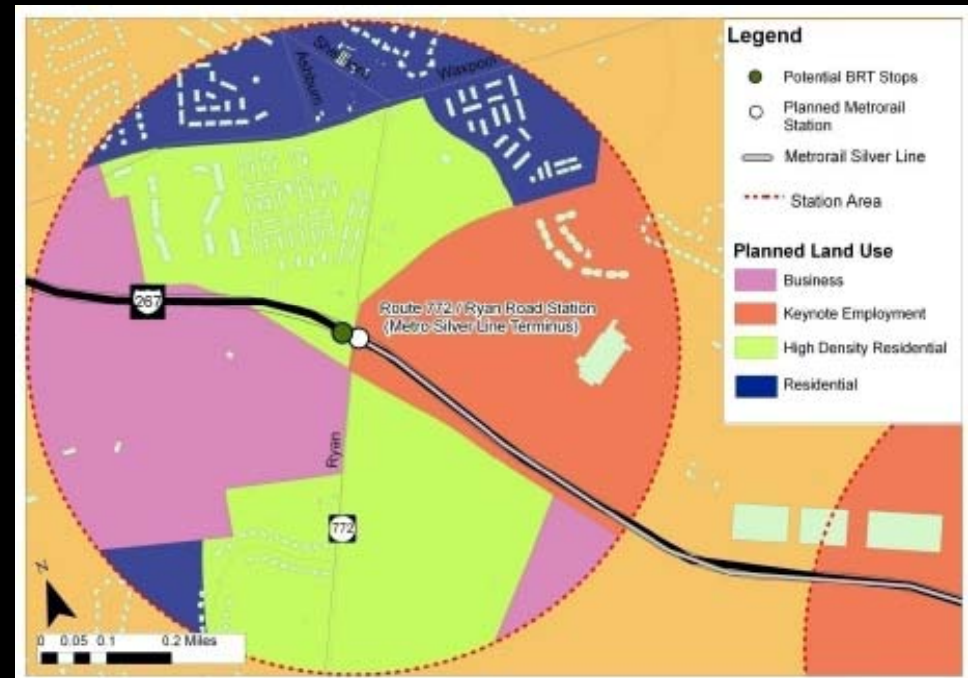 Ashburn
Waxpool
267
Route 772 / Ryan Road Station
(Metro Silver Line Terminus)
Ryan
772
Z
0 0.05 0.1 0.2 Miles
Legend
Potential BRT Stops
Planned Metrorail
Station
Metrorail Silver Line
Station Area
Planned Land Use
Business
Keynote Employment
High Density Residential
Residential